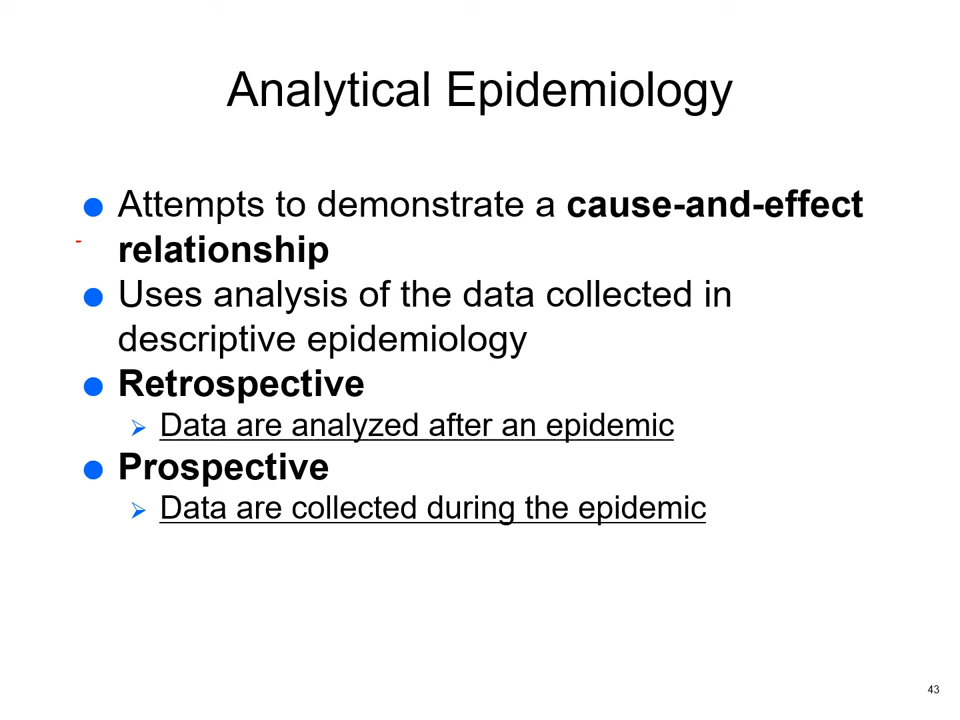 Analytical Epidemiology
Attempts to demonstrate a cause-and-effect
relationship
Uses analysis of the data collected in
descriptive epidemiology
Retrospective
Data are analyzed after an epidemic
Prospective
Data are collected during the epidemic
43